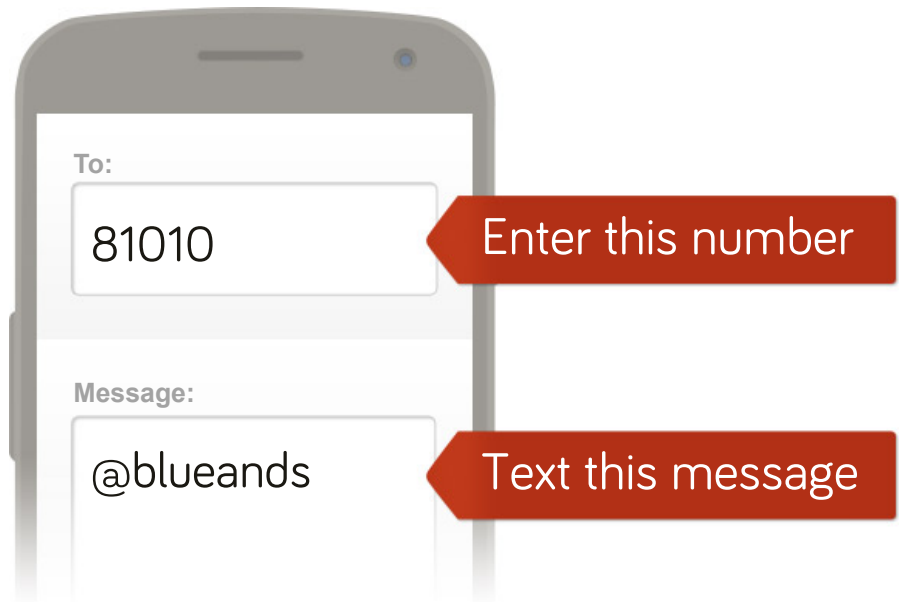 To:
81010
Enter this number
Message:
@blueands
Text this message